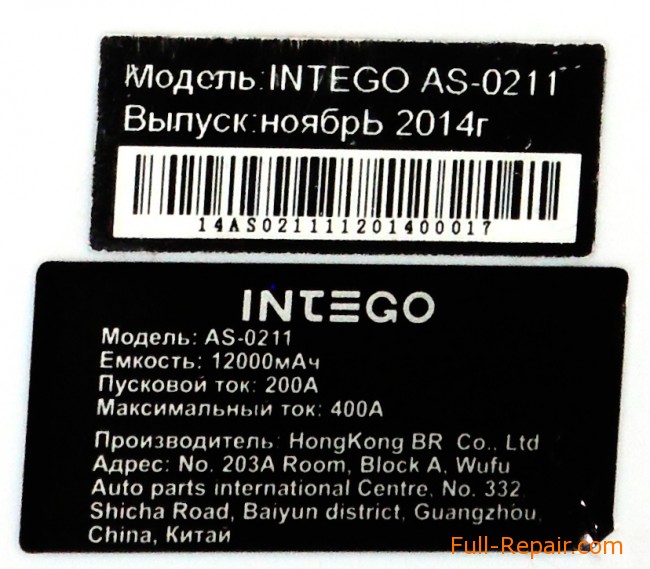 Модель:INTEGO AS-0211
Выпуск:ноябрЬ 2014г
14AS021111201400017
INTEGO
Модель: AS-0211
Емкость: 12000мАч
Пусковой ток: 200А
Максимальный ток: 400А
Производитель: HongKong BR Co., Ltd
Адрес: No. 203A Room, Block A, Wufu
Auto parts international Centre, No. 332,
Shicha Road, Baiyun district, Guangzhou,
China, Китай
Full-Repair.com